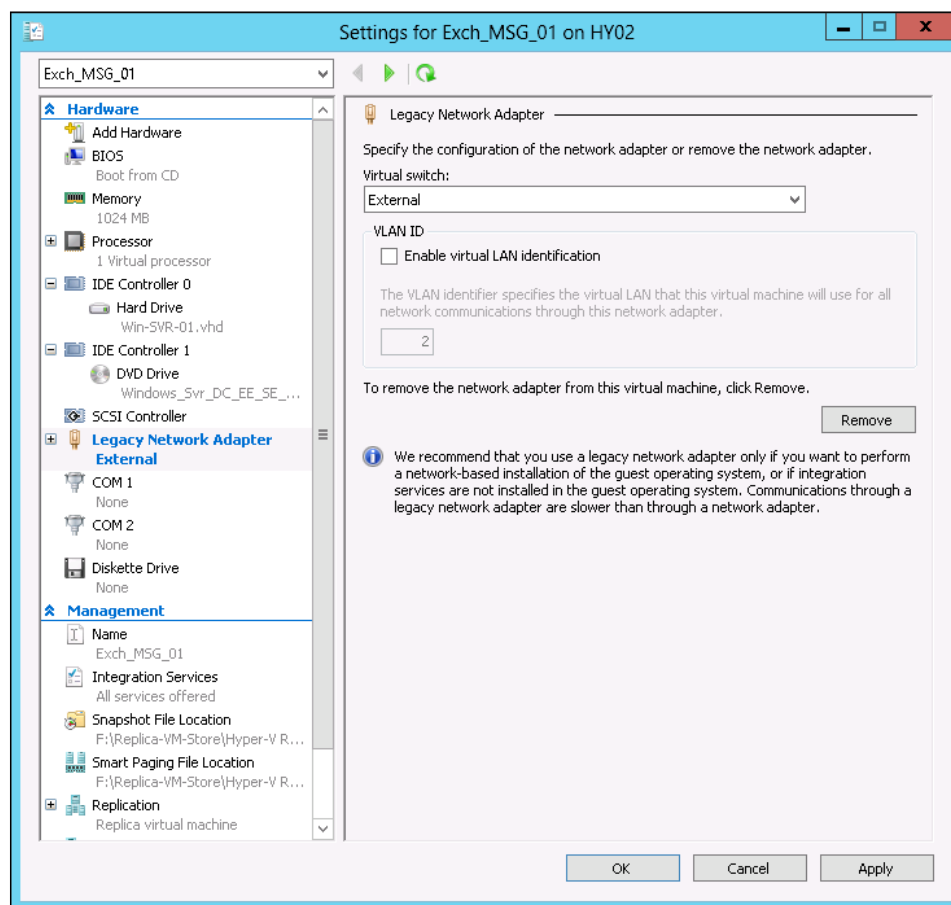 Settings for Exch_MSG_01 on HY02
Exch_MSG_01
Hardware
Add Hardware
BIOS
Boot from CD
Memory
1024 MB
Processor
1 Virtual processor
IDE Controller 0
Hard Drive
Win-SVR-01.vhd
IDE Controller 1
DVD Drive
Windows_Svr_DC_EE_SE_...
SCSI Controller
Legacy Network Adapter
External
COM 1
None
COM 2
None
Diskette Drive
None
Management
Name
Exch_MSG_01
Integration Services
All services offered
Snapshot File Location
F:\Replica-VM-Store\Hyper-V R...
Smart Paging File Location
F:\Replica-VM-Store\Hyper-V R...
Replication
Replica virtual machine
Legacy Network Adapter
Specify the configuration of the network adapter or remove the network adapter.
Virtual switch:
External
VLAN ID
Enable virtual LAN identification
The VLAN identifier specifies the virtual LAN that this virtual machine will use for all
network communications through this network adapter.
2
To remove the network adapter from this virtual machine, click Remove.
Remove
We recommend that you use a legacy network adapter only if you want to perform
a network-based installation of the guest operating system, or if integration
services are not installed in the guest operating system. Communications through a
legacy network adapter are slower than through a network adapter.
OK
Cancel
Apply